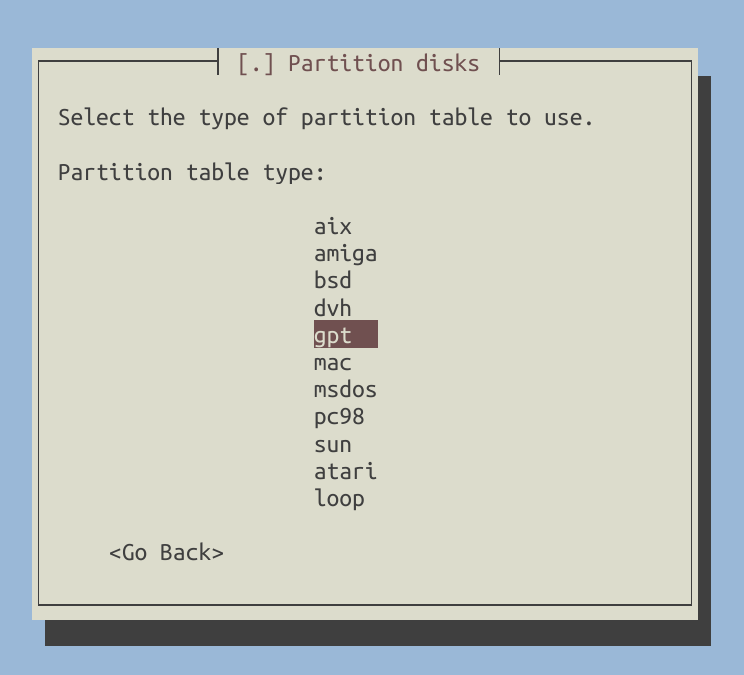 [.] Partition disks
Select the type of partition table to use.
Partition table type:
aix
amiga
bsd
dvh
gpt
mac
msdos
pc98
sun
atari
loop
<Go Back>